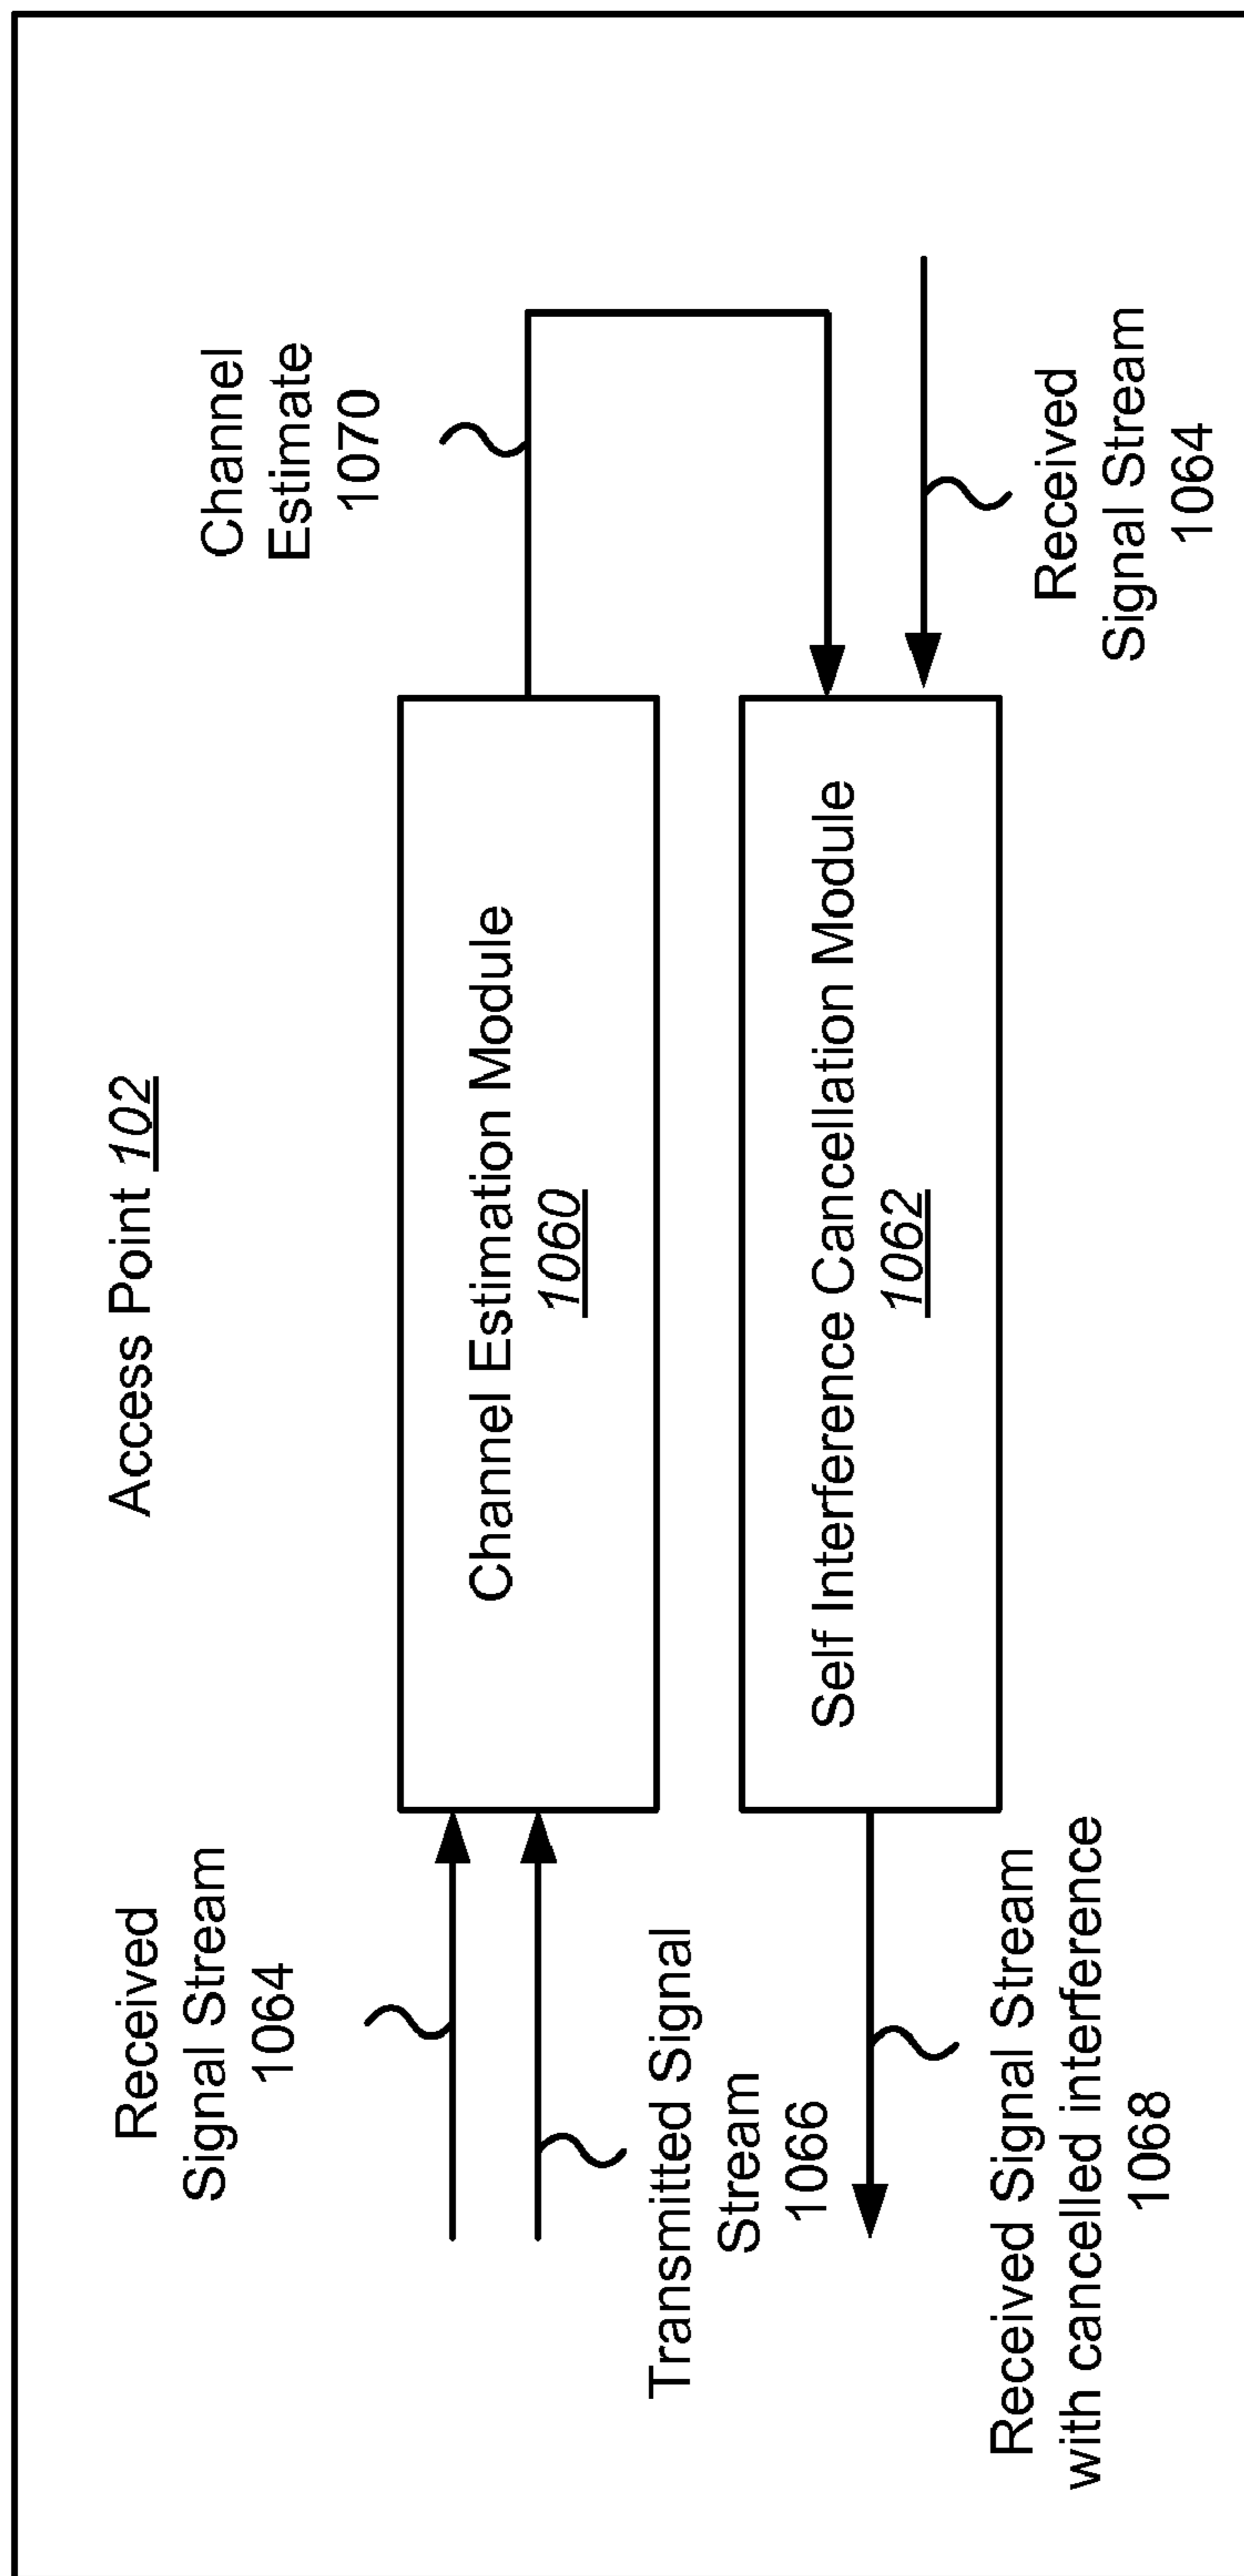 Access Point 102
Received
Signal Stream
1064
Channel
Estimate
1070
Channel Estimation Module
1060
Transmitted Signal
Stream
1066
Self Interference Cancellation Module
1062
Received Signal Stream
with cancelled interference
1068
Received
Signal Stream
1064